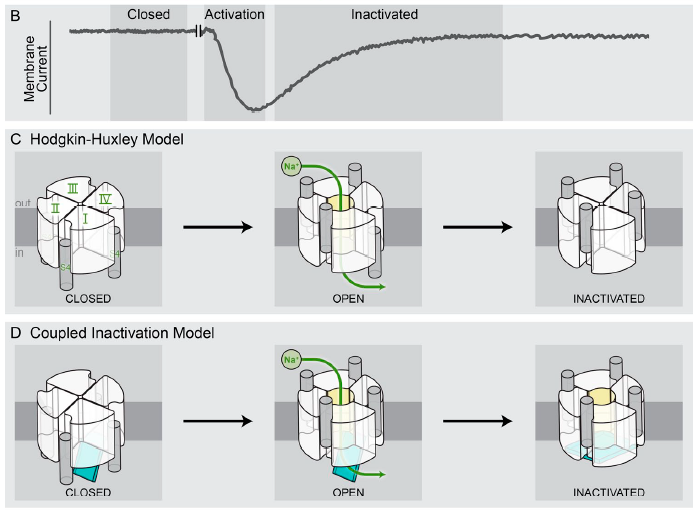 B
Closed Activation Inactivated
Membrane
Current
C Hodgkin-Huxley Model
Na⁺
III
IV
II
I
out
in
S4
CLOSED OPEN INACTIVATED
D Coupled Inactivation Model
Na⁺
CLOSED OPEN INACTIVATED